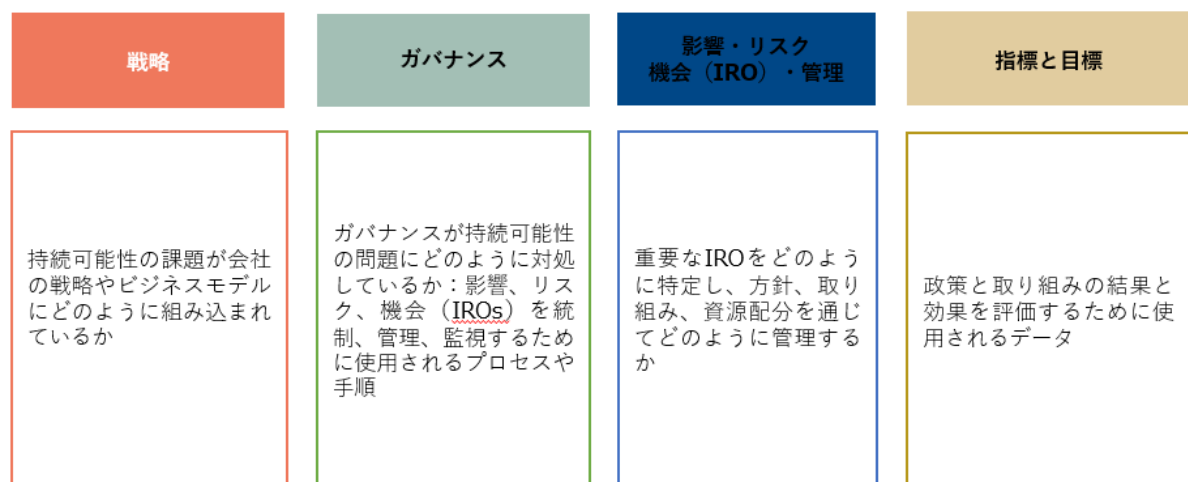 戦略
ガバナンス
影響・リスク
機会（IRO）・管理
指標と目標
持続可能性の課題が会社
の戦略やビジネスモデル
にどのように組み込まれ
ているか
ガバナンスが持続可能性
の問題にどのように対処
しているか：影響、リス
ク、機会（IROs）を統
制、管理、監視するため
に使用されるプロセスや
手順
重要なIROをどのよう
に特定し、方針、取り
組み、資源配分を通じ
てどのように管理する
か
政策と取り組みの結果と
効果を評価するために使
用されるデータ